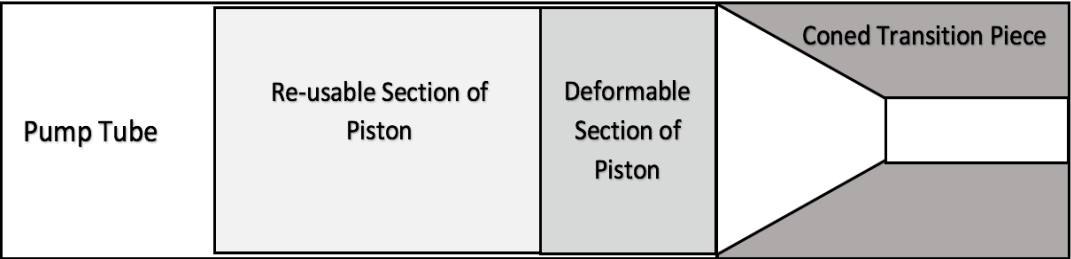 Pump Tube
Re-usable Section of
Piston
Deformable
Section of
Piston
Coned Transition Piece